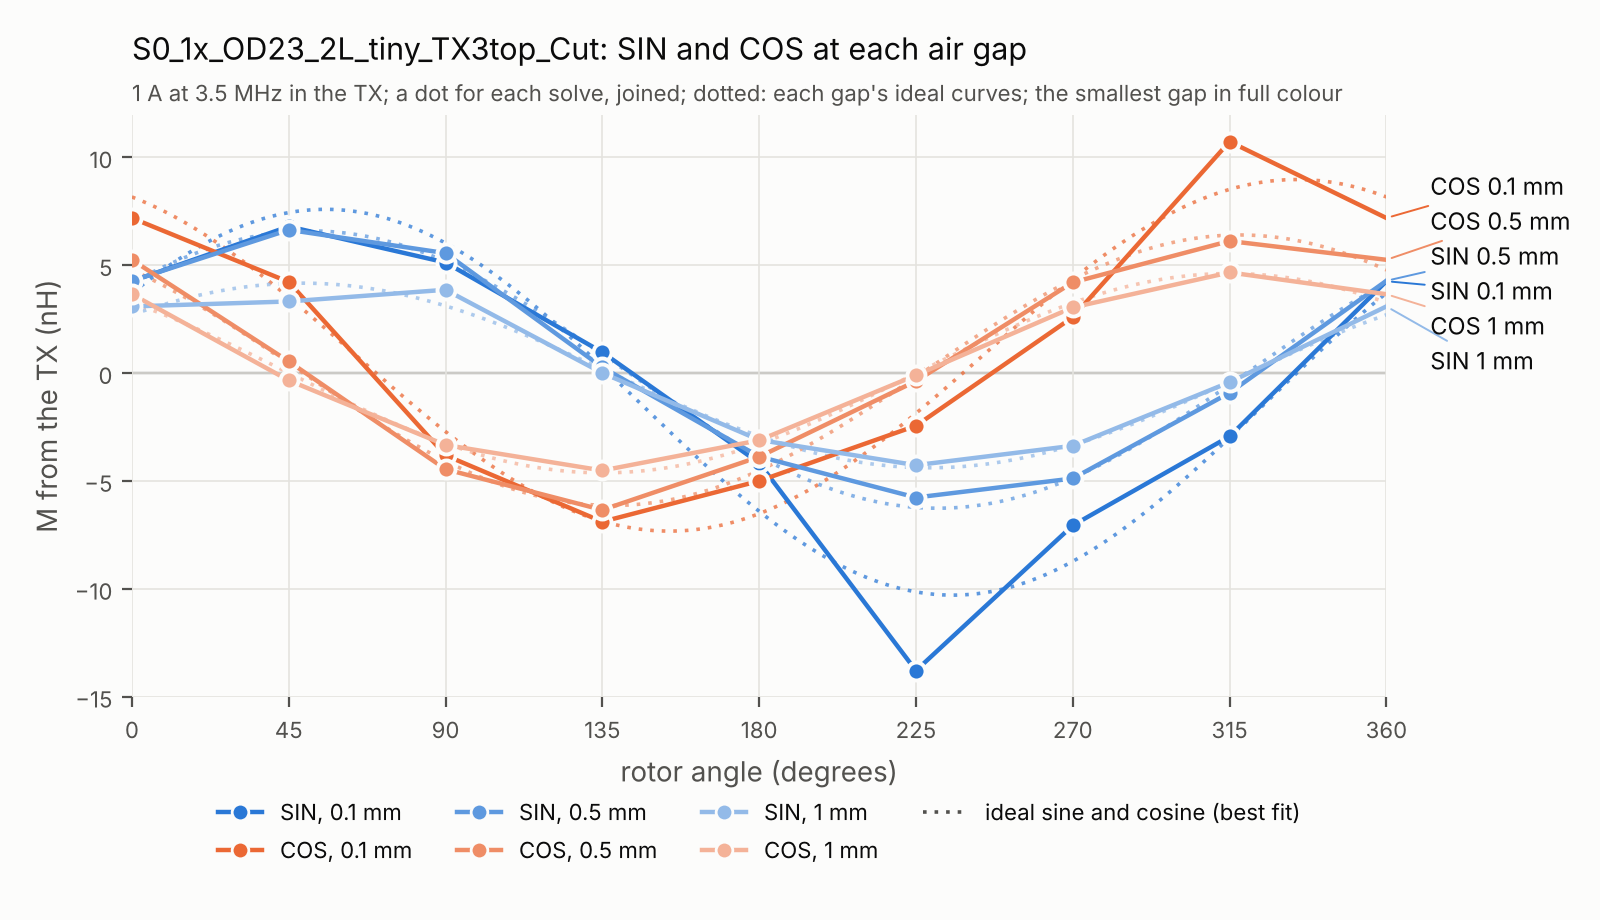 S0_1x_OD23_2L_tiny_TX3top_Cut: SIN and COS at each air gap
1 A at 3.5 MHz in the TX; a dot for each solve, joined; dotted: each gap's ideal curves; the smallest gap in full colour
M from the TX (nH)
10
5
0
−5
−10
−15
0 45 90 135 180 225 270 315 360
rotor angle (degrees)
COS 0.1 mm
COS 0.5 mm
SIN 0.5 mm
SIN 0.1 mm
COS 1 mm
SIN 1 mm
SIN, 0.1 mm SIN, 0.5 mm SIN, 1 mm ideal sine and cosine (best fit)
COS, 0.1 mm COS, 0.5 mm COS, 1 mm